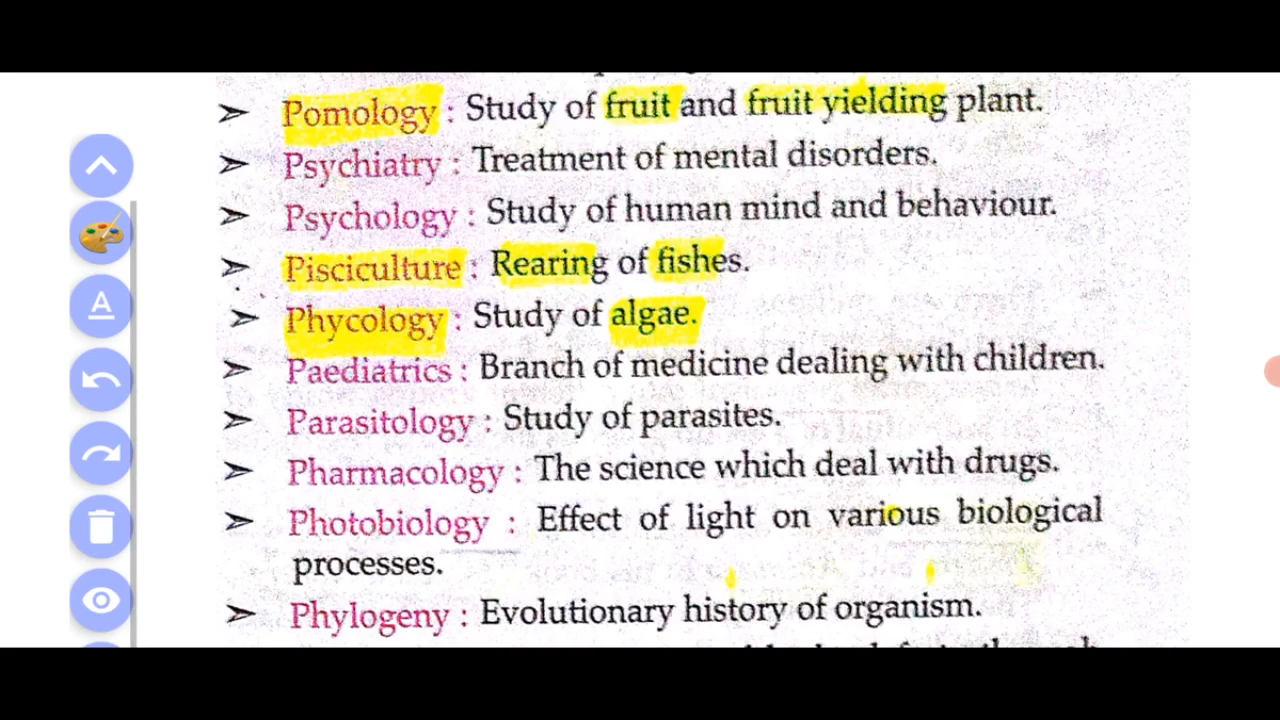 ➢ Pomology : Study of fruit and fruit yielding plant.
➢ Psychiatry : Treatment of mental disorders.
➢ Psychology : Study of human mind and behaviour.
➢ Pisciculture : Rearing of fishes.
➢ Phycology : Study of algae.
➢ Paediatrics : Branch of medicine dealing with children.
➢ Parasitology : Study of parasites.
➢ Pharmacology : The science which deal with drugs.
➢ Photobiology : Effect of light on various biological
processes.
➢ Phylogeny : Evolutionary history of organism.
A